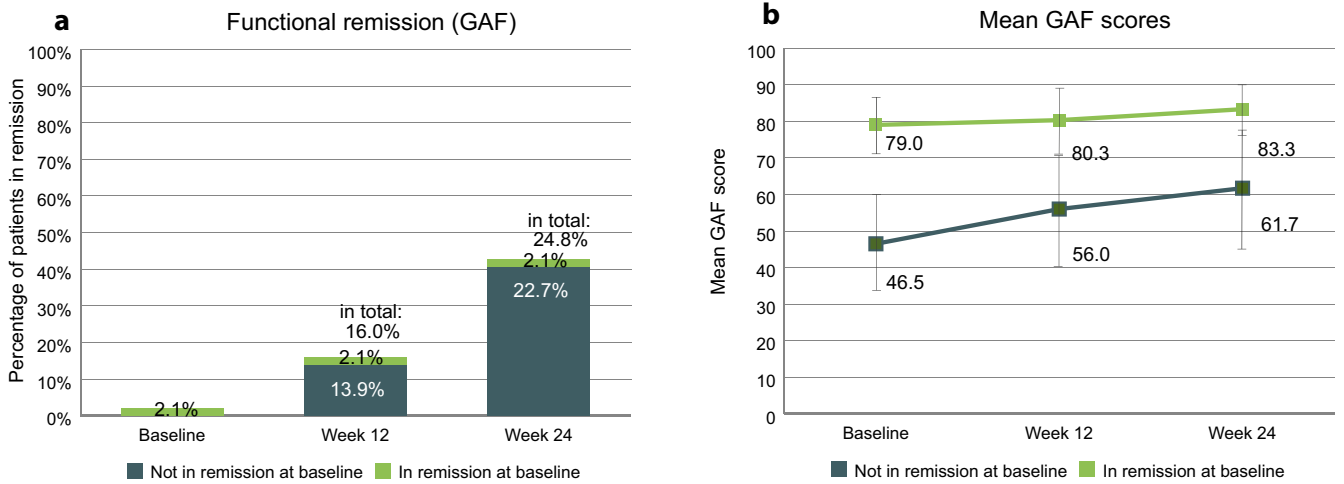 a
Functional remission (GAF)
Percentage of patients in remission
100%
90%
80%
70%
60%
50%
40%
30%
20%
10%
0%
2.1%
in total:
16.0%
2.1%
13.9%
in total:
24.8%
2.1%
22.7%
Baseline Week 12 Week 24
Not in remission at baseline In remission at baseline
b
Mean GAF scores
Mean GAF score
100
90
80
70
60
50
40
30
20
10
0
79.0
80.3
83.3
46.5
56.0
61.7
Baseline Week 12 Week 24
Not in remission at baseline In remission at baseline